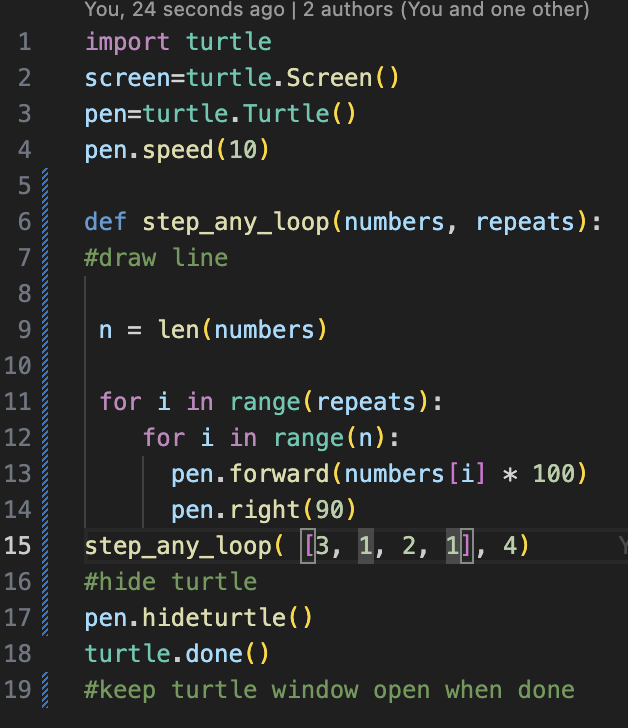 You, 24 seconds ago | 2 authors (You and one other)
1 import turtle
2 screen=turtle.Screen()
3 pen=turtle.Turtle()
4 pen.speed(10)
5
6 def step_any_loop(numbers, repeats):
7 #draw line
8
9  n = len(numbers)
10
11  for i in range(repeats):
12     for i in range(n):
13       pen.forward(numbers[i] * 100)
14       pen.right(90)
15 step_any_loop( [3, 1, 2, 1], 4)
16 #hide turtle
17 pen.hideturtle()
18 turtle.done()
19 #keep turtle window open when done